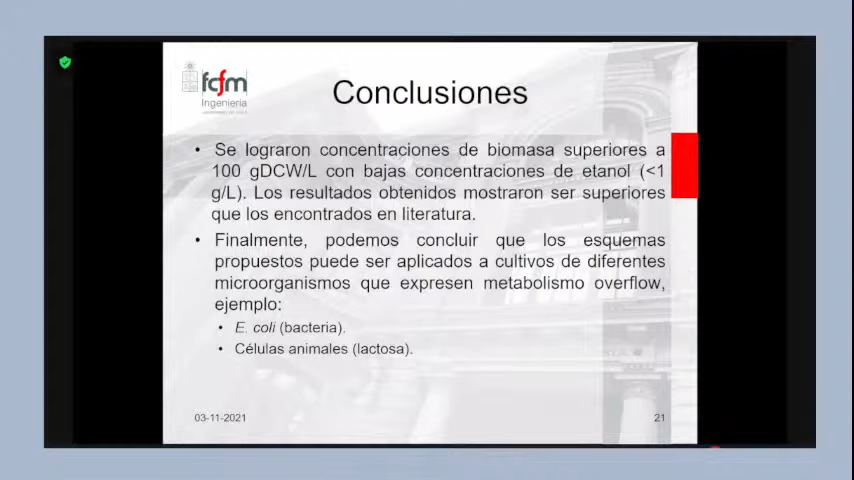 fcfm
Ingeniería
Conclusiones
• Se lograron concentraciones de biomasa superiores a
100 gDCW/L con bajas concentraciones de etanol (<1
g/L). Los resultados obtenidos mostraron ser superiores
que los encontrados en literatura.
• Finalmente, podemos concluir que los esquemas
propuestos puede ser aplicados a cultivos de diferentes
microorganismos que expresen metabolismo overflow,
ejemplo:
• E. coli (bacteria).
• Células animales (lactosa).
03-11-2021
21